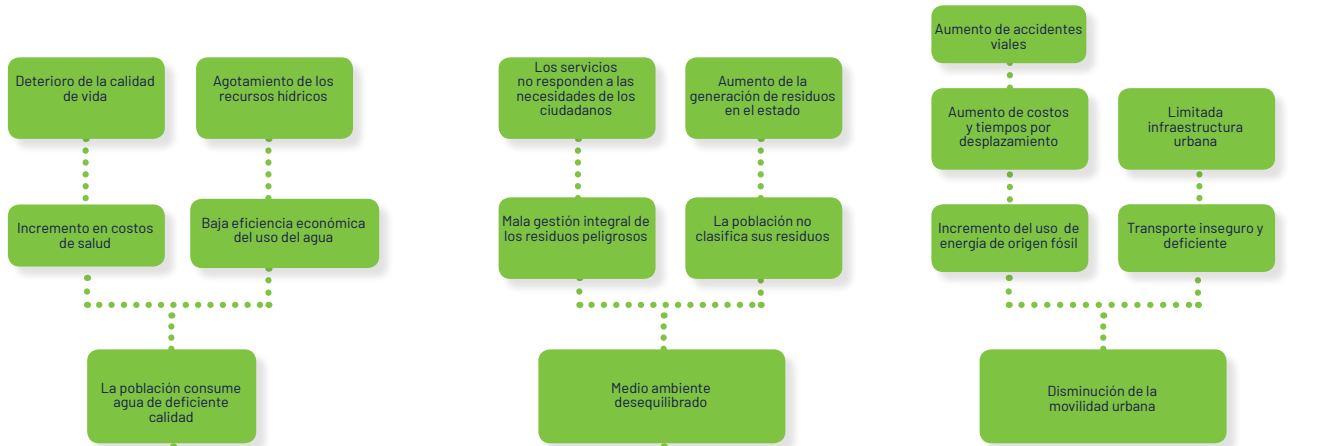 Aumento de accidentes
viales
Deterioro de la calidad
de vida
Agotamiento de los
recursos hídricos
Los servicios
no responden a las
necesidades de los
ciudadanos
Aumento de la
generación de residuos
en el estado
Aumento de costos
y tiempos por
desplazamiento
Limitada
infraestructura
urbana
Incremento en costos
de salud
Baja eficiencia económica
del uso del agua
Mala gestión integral de
los residuos peligrosos
La población no
clasifica sus residuos
Incremento del uso de
energía de origen fósil
Transporte inseguro y
deficiente
La población consume
agua de deficiente
calidad
Medio ambiente
desequilibrado
Disminución de la
movilidad urbana